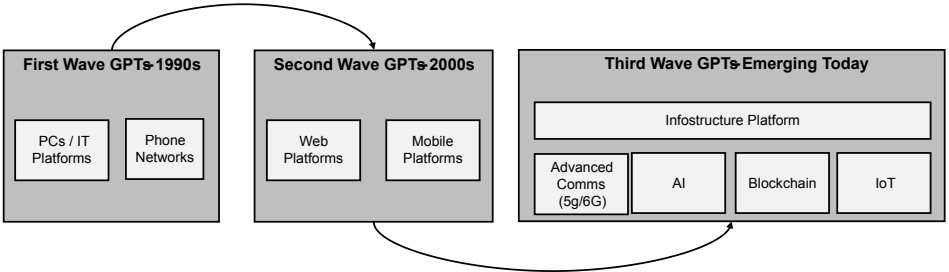 First Wave GPTs-1990s
PCs / IT
Platforms
Phone
Networks
Second Wave GPTs-2000s
Web
Platforms
Mobile
Platforms
Third Wave GPTs-Emerging Today
Infostructure Platform
Advanced
Comms
(5g/6G)
AI
Blockchain
IoT